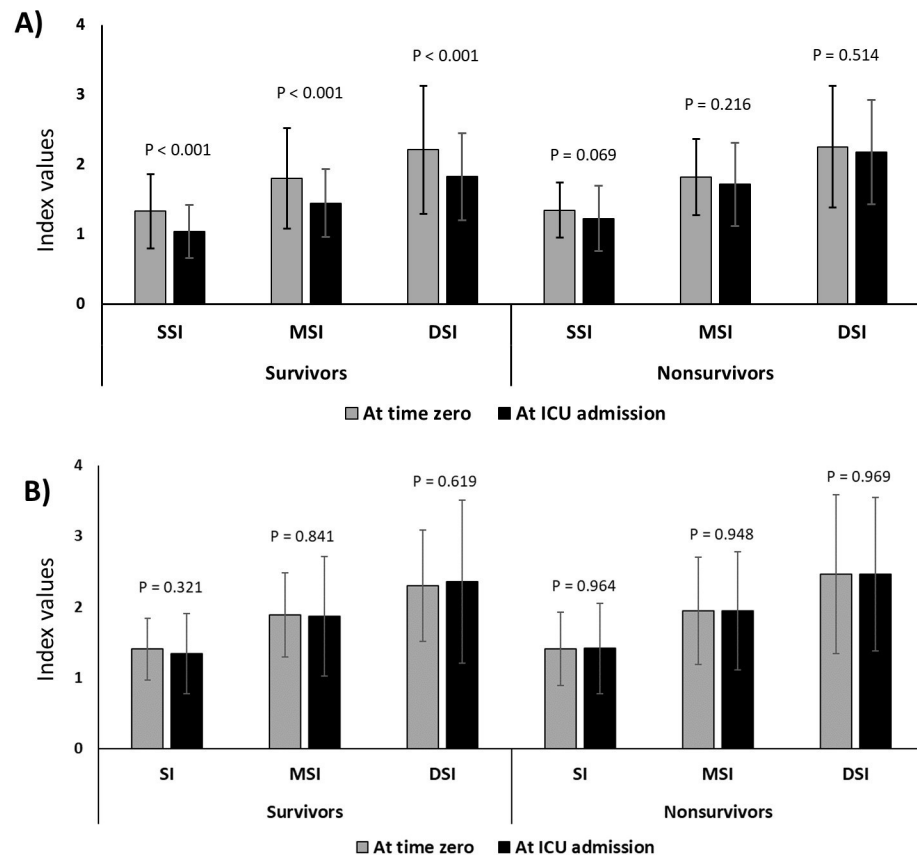 A)
4
P < 0.001
P = 0.514
P < 0.001
P = 0.216
3
P < 0.001
P = 0.069
2
1
0
Index values
SSI MSI DSI SSI MSI DSI
Survivors Nonsurvivors
At time zero At ICU admission
B)
4
P = 0.619
P = 0.969
P = 0.841
P = 0.948
3
P = 0.321
P = 0.964
2
1
0
Index values
SI MSI DSI SI MSI DSI
Survivors Nonsurvivors
At time zero At ICU admission